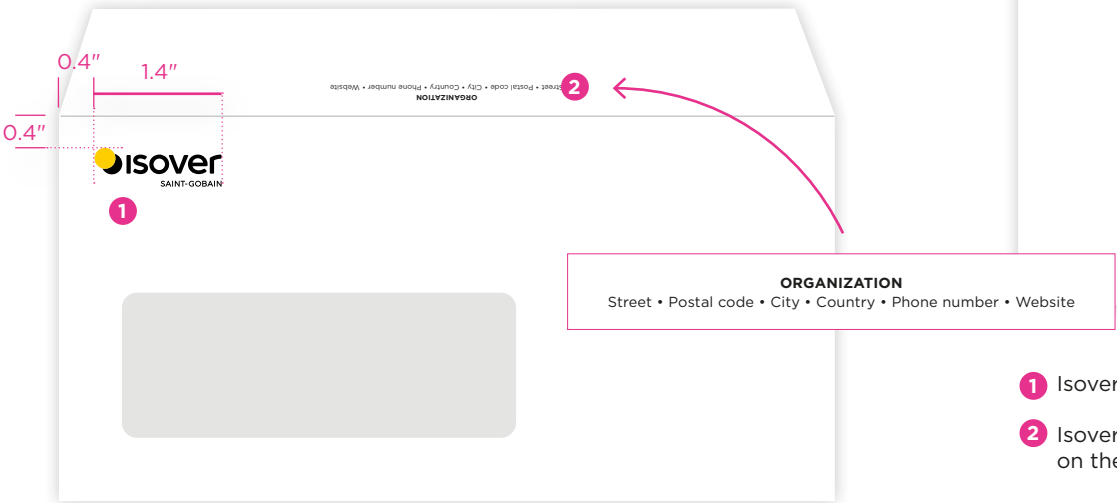 0.4"
1.4"
0.4"
Street • Postal code • City • Country • Phone number • Website
ORGANIZATION
2
isover
SAINT-GOBAIN
1
ORGANIZATION
Street • Postal code • City • Country • Phone number • Website
1 Isover
2 Isover
on the